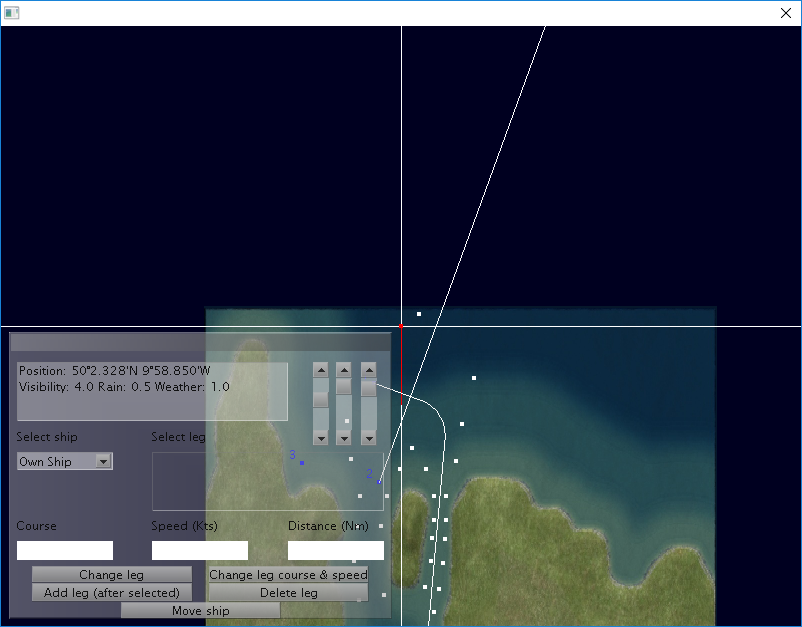 Position: 50°2.328'N 9°58.850'W
Visibility: 4.0 Rain: 0.5 Weather: 1.0
Select ship
Select leg
Own Ship
3
2
Course
Speed (Kts)
Distance (Nm)
Change leg
Change leg course & speed
Add leg (after selected)
Delete leg
Move ship